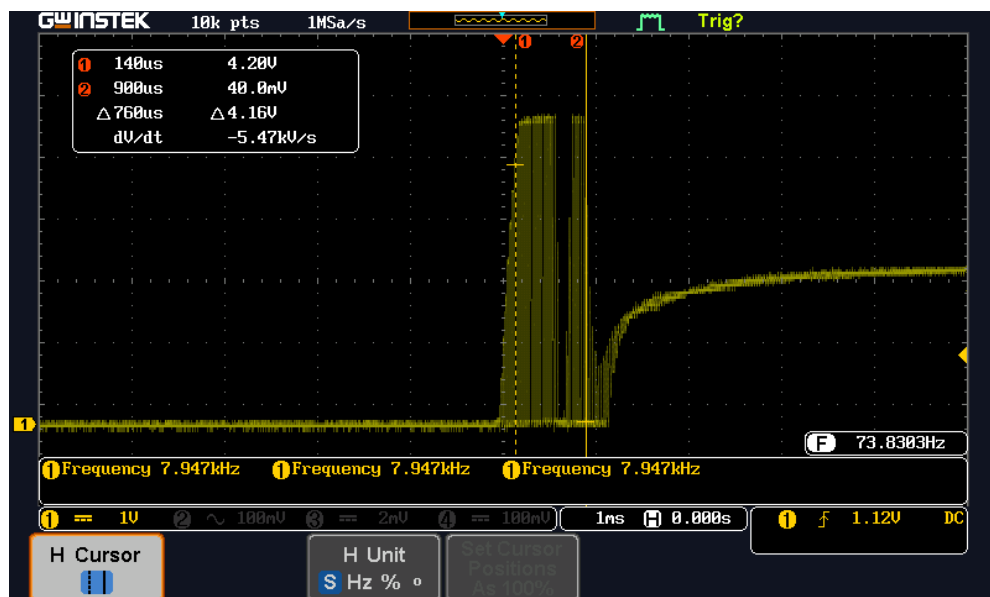 GWINSTEK 10k pts 1MSa/s Trig?
1 2
1 140us 4.20V
2 900us 40.0mV
△760us △4.16V
dV/dt -5.47kV/s
1
F 73.8303Hz
1 Frequency 7.947kHz 1 Frequency 7.947kHz 1 Frequency 7.947kHz
1 1V 2 100mV 3 2mV 4 100mV 1ms H 0.000s 1 1.12V DC
H Cursor
H Unit
S Hz % °
Set Cursor
Positions
As 100%